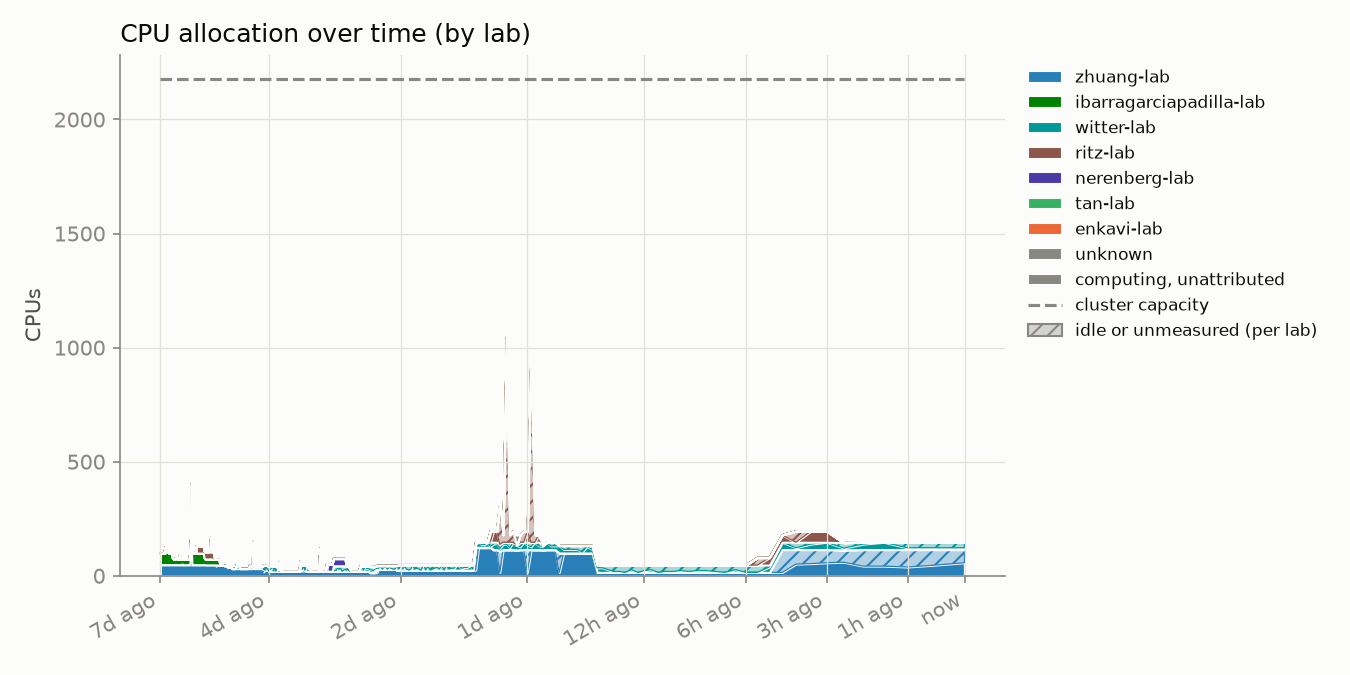 CPU allocation over time (by lab)
CPUs
2000
1500
1000
500
0
7d ago
4d ago
2d ago
1d ago
12h ago
6h ago
3h ago
1h ago
now
zhuang-lab
ibarragarciapadilla-lab
witter-lab
ritz-lab
nerenberg-lab
tan-lab
enkavi-lab
unknown
computing, unattributed
cluster capacity
idle or unmeasured (per lab)